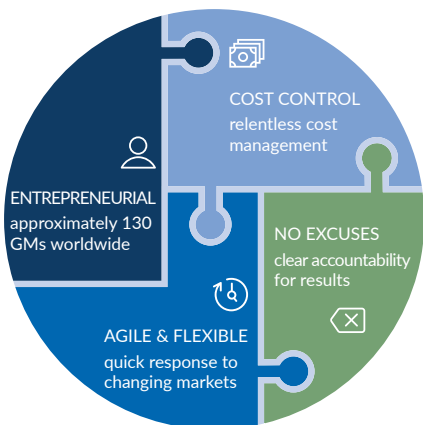 COST CONTROL
relentless cost
management
ENTREPRENEURIAL
approximately 130
GMs worldwide
NO EXCUSES
clear accountability
for results
AGILE & FLEXIBLE
quick response to
changing markets